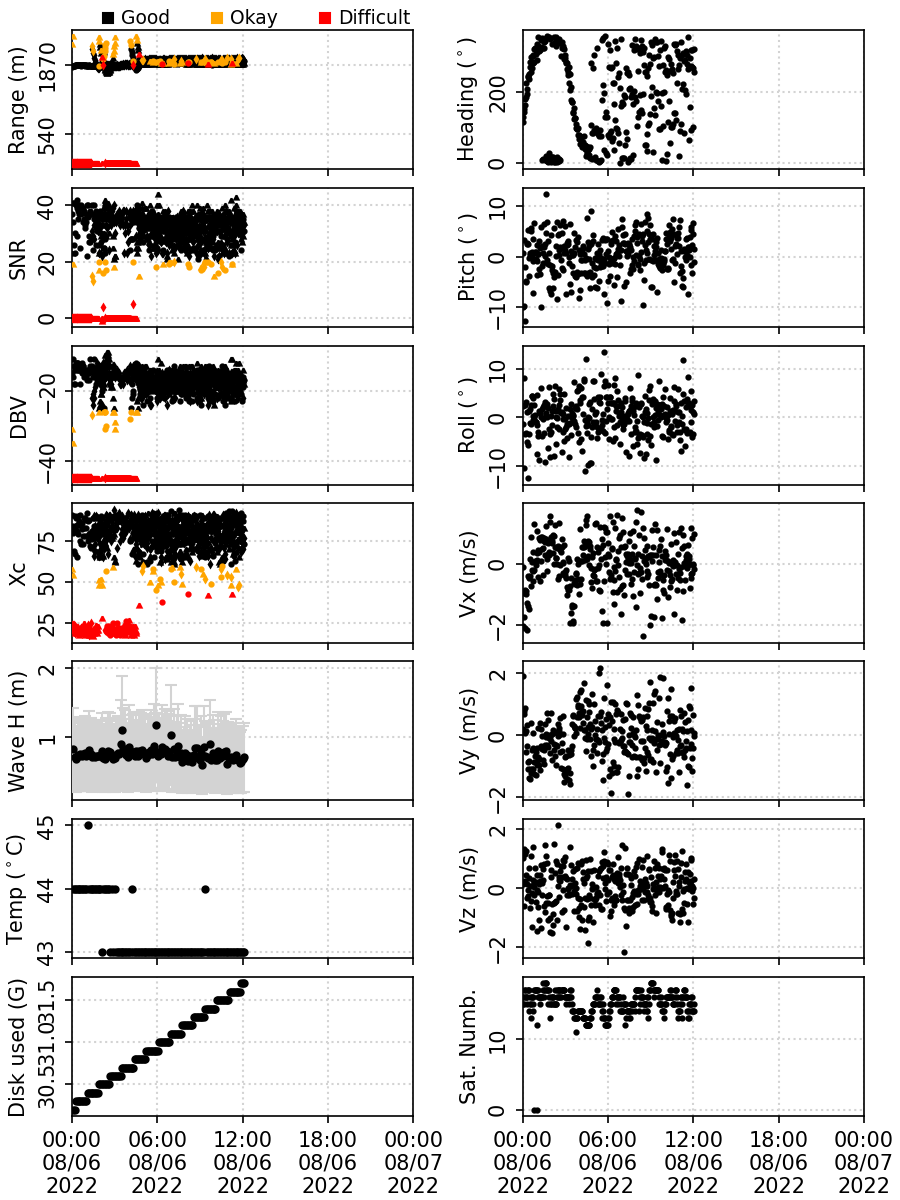 Good Okay Difficult
Range (m)
1870
540
Heading (°)
200
0
SNR
40
20
0
Pitch (°)
10
0
−10
DBV
−20
−40
Roll (°)
10
0
−10
Xc
75
50
25
Vx (m/s)
0
−2
Wave H (m)
2
1
Vy (m/s)
2
0
−2
Temp (°C)
45
44
43
Vz (m/s)
2
0
−2
Disk used (G)
31.5
31.0
30.5
Sat. Numb.
10
0
00:00 06:00 12:00 18:00 00:00
08/06 08/06 08/06 08/06 08/07
2022 2022 2022 2022 2022
00:00 06:00 12:00 18:00 00:00
08/06 08/06 08/06 08/06 08/07
2022 2022 2022 2022 2022